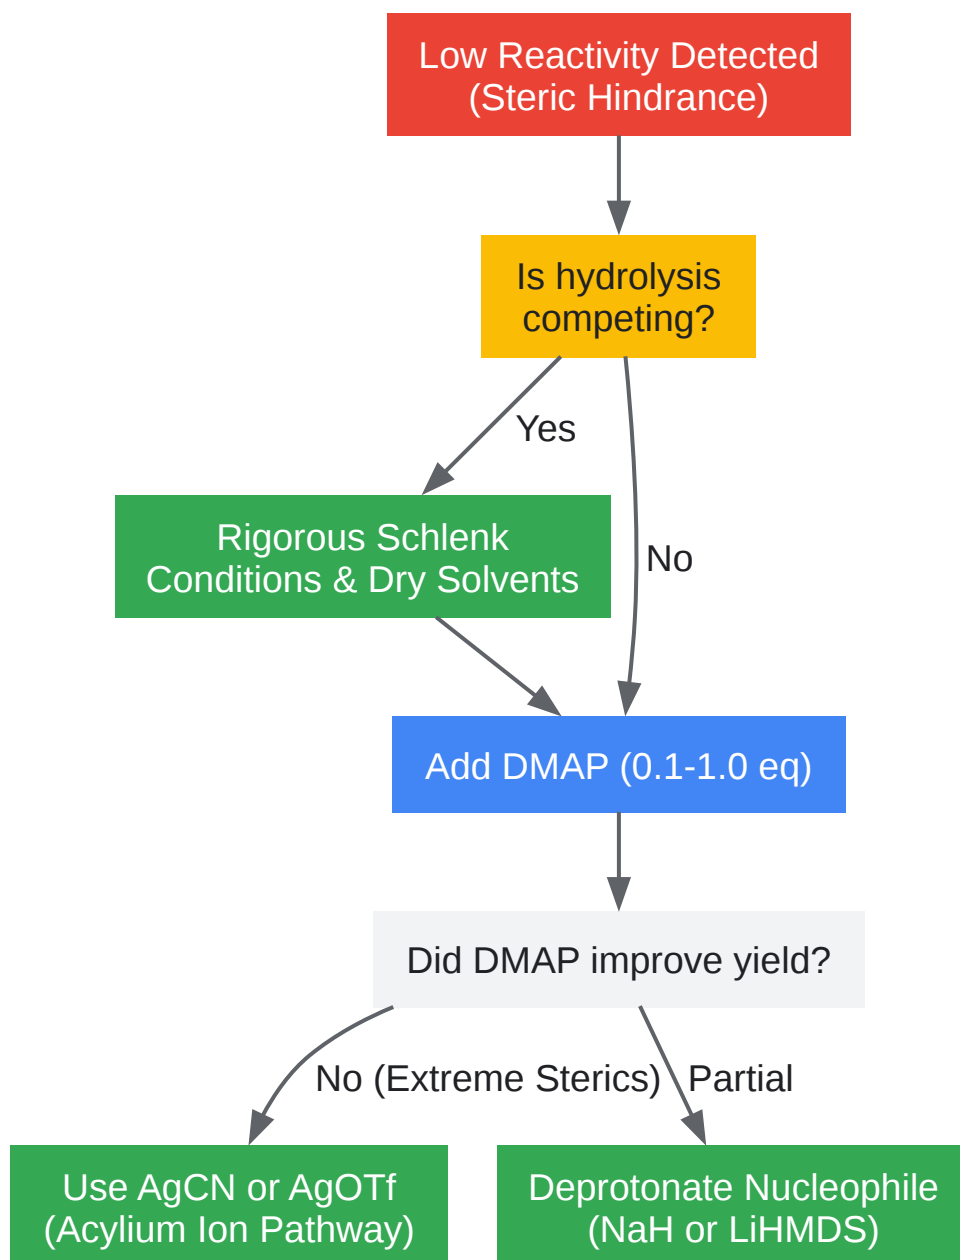 Low Reactivity Detected
(Steric Hindrance)
Is hydrolysis
competing?
Yes
Rigorous Schlenk
Conditions & Dry Solvents
No
Add DMAP (0.1-1.0 eq)
Did DMAP improve yield?
No (Extreme Sterics)
Partial
Use AgCN or AgOTf
(Acylium Ion Pathway)
Deprotonate Nucleophile
(NaH or LiHMDS)